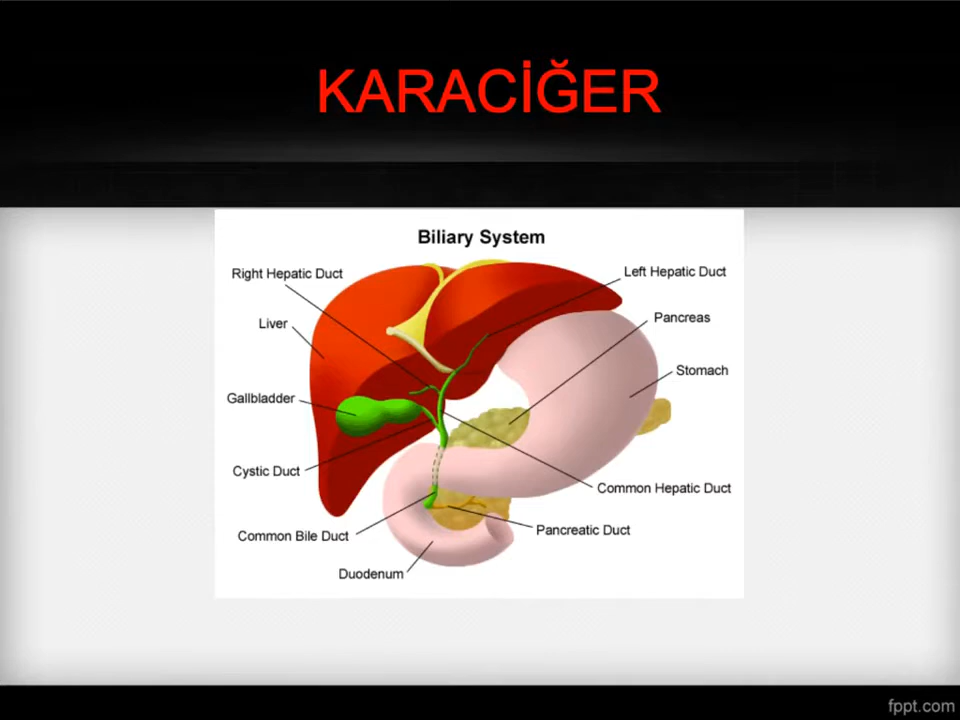 KARACİĞER
Biliary System
Right Hepatic Duct
Left Hepatic Duct
Liver
Pancreas
Stomach
Gallbladder
Cystic Duct
Common Hepatic Duct
Common Bile Duct
Pancreatic Duct
Duodenum
fppt.com